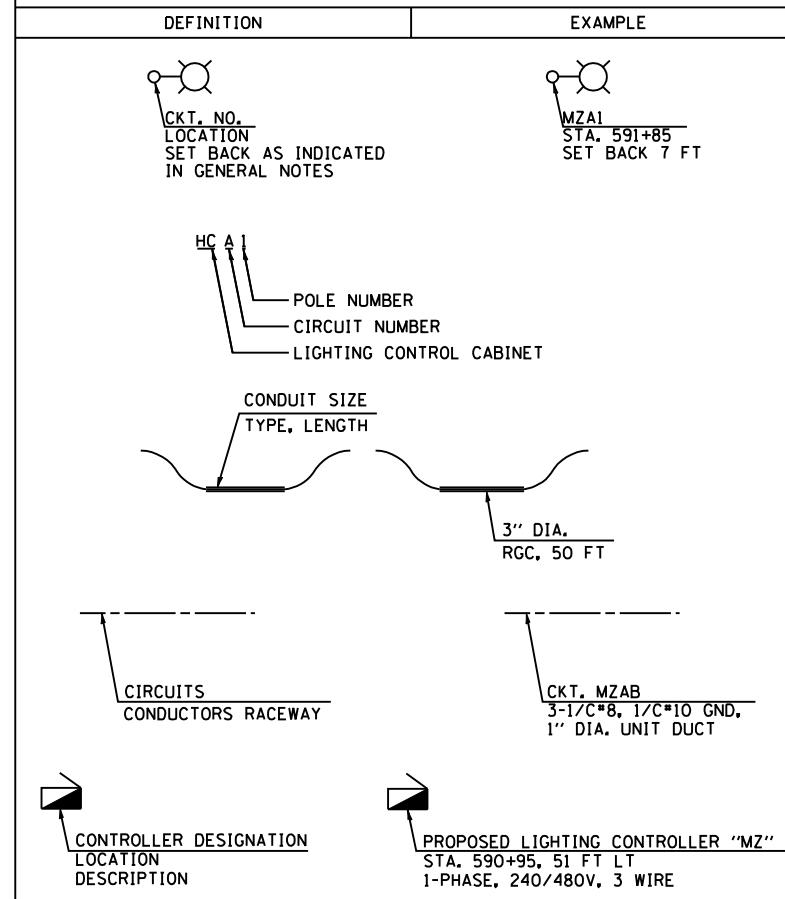 DEFINITION
EXAMPLE
CKT. NO.
LOCATION
SET BACK AS INDICATED
IN GENERAL NOTES
MZA1
STA. 591+85
SET BACK 7 FT
HC A 1
POLE NUMBER
CIRCUIT NUMBER
LIGHTING CONTROL CABINET
CONDUIT SIZE
TYPE, LENGTH
3'' DIA.
RGC, 50 FT
CIRCUITS
CONDUCTORS RACEWAY
CKT. MZAB
3-1/C#8, 1/C#10 GND,
1'' DIA. UNIT DUCT
CONTROLLER DESIGNATION
LOCATION
DESCRIPTION
PROPOSED LIGHTING CONTROLLER ''MZ''
STA. 590+95, 51 FT LT
1-PHASE, 240/480V, 3 WIRE